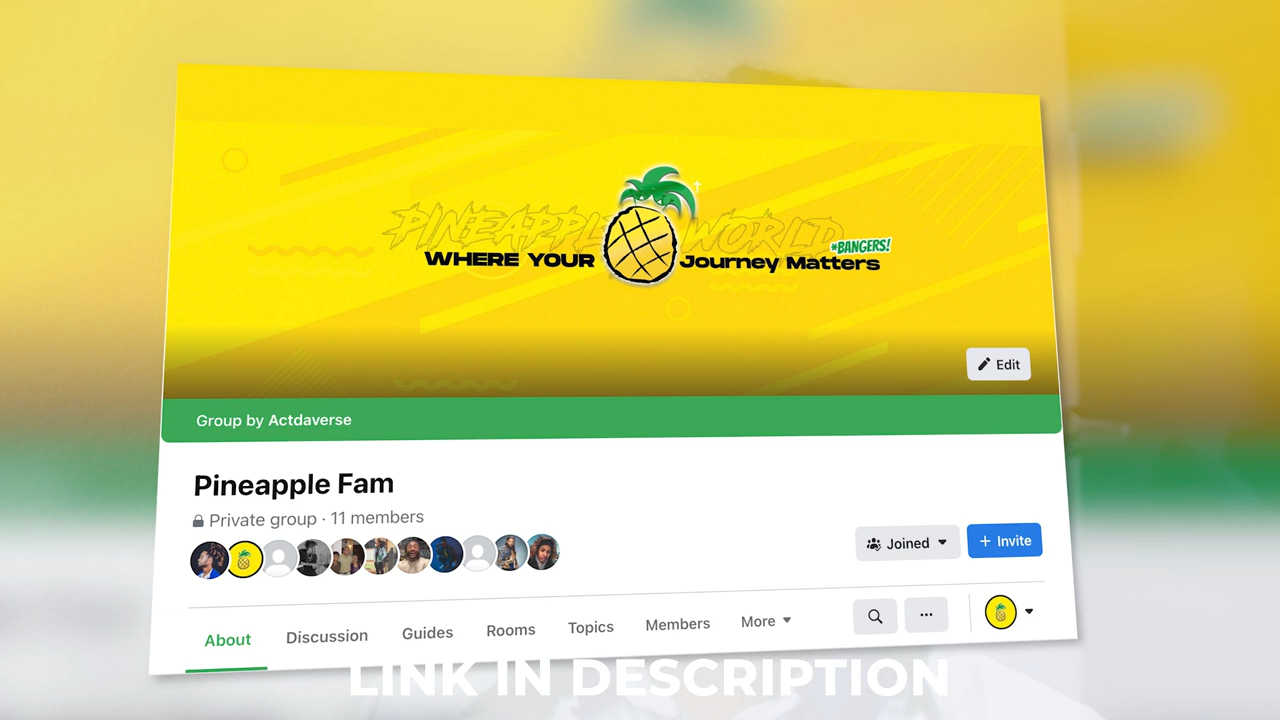 PINEAPPLE WORLD
*BANGERS!
WHERE YOUR Journey Matters
Edit
Group by Actdaverse
Pineapple Fam
Private group · 11 members
Joined
+ Invite
About Discussion Guides Rooms Topics Members More
LINK IN DESCRIPTION